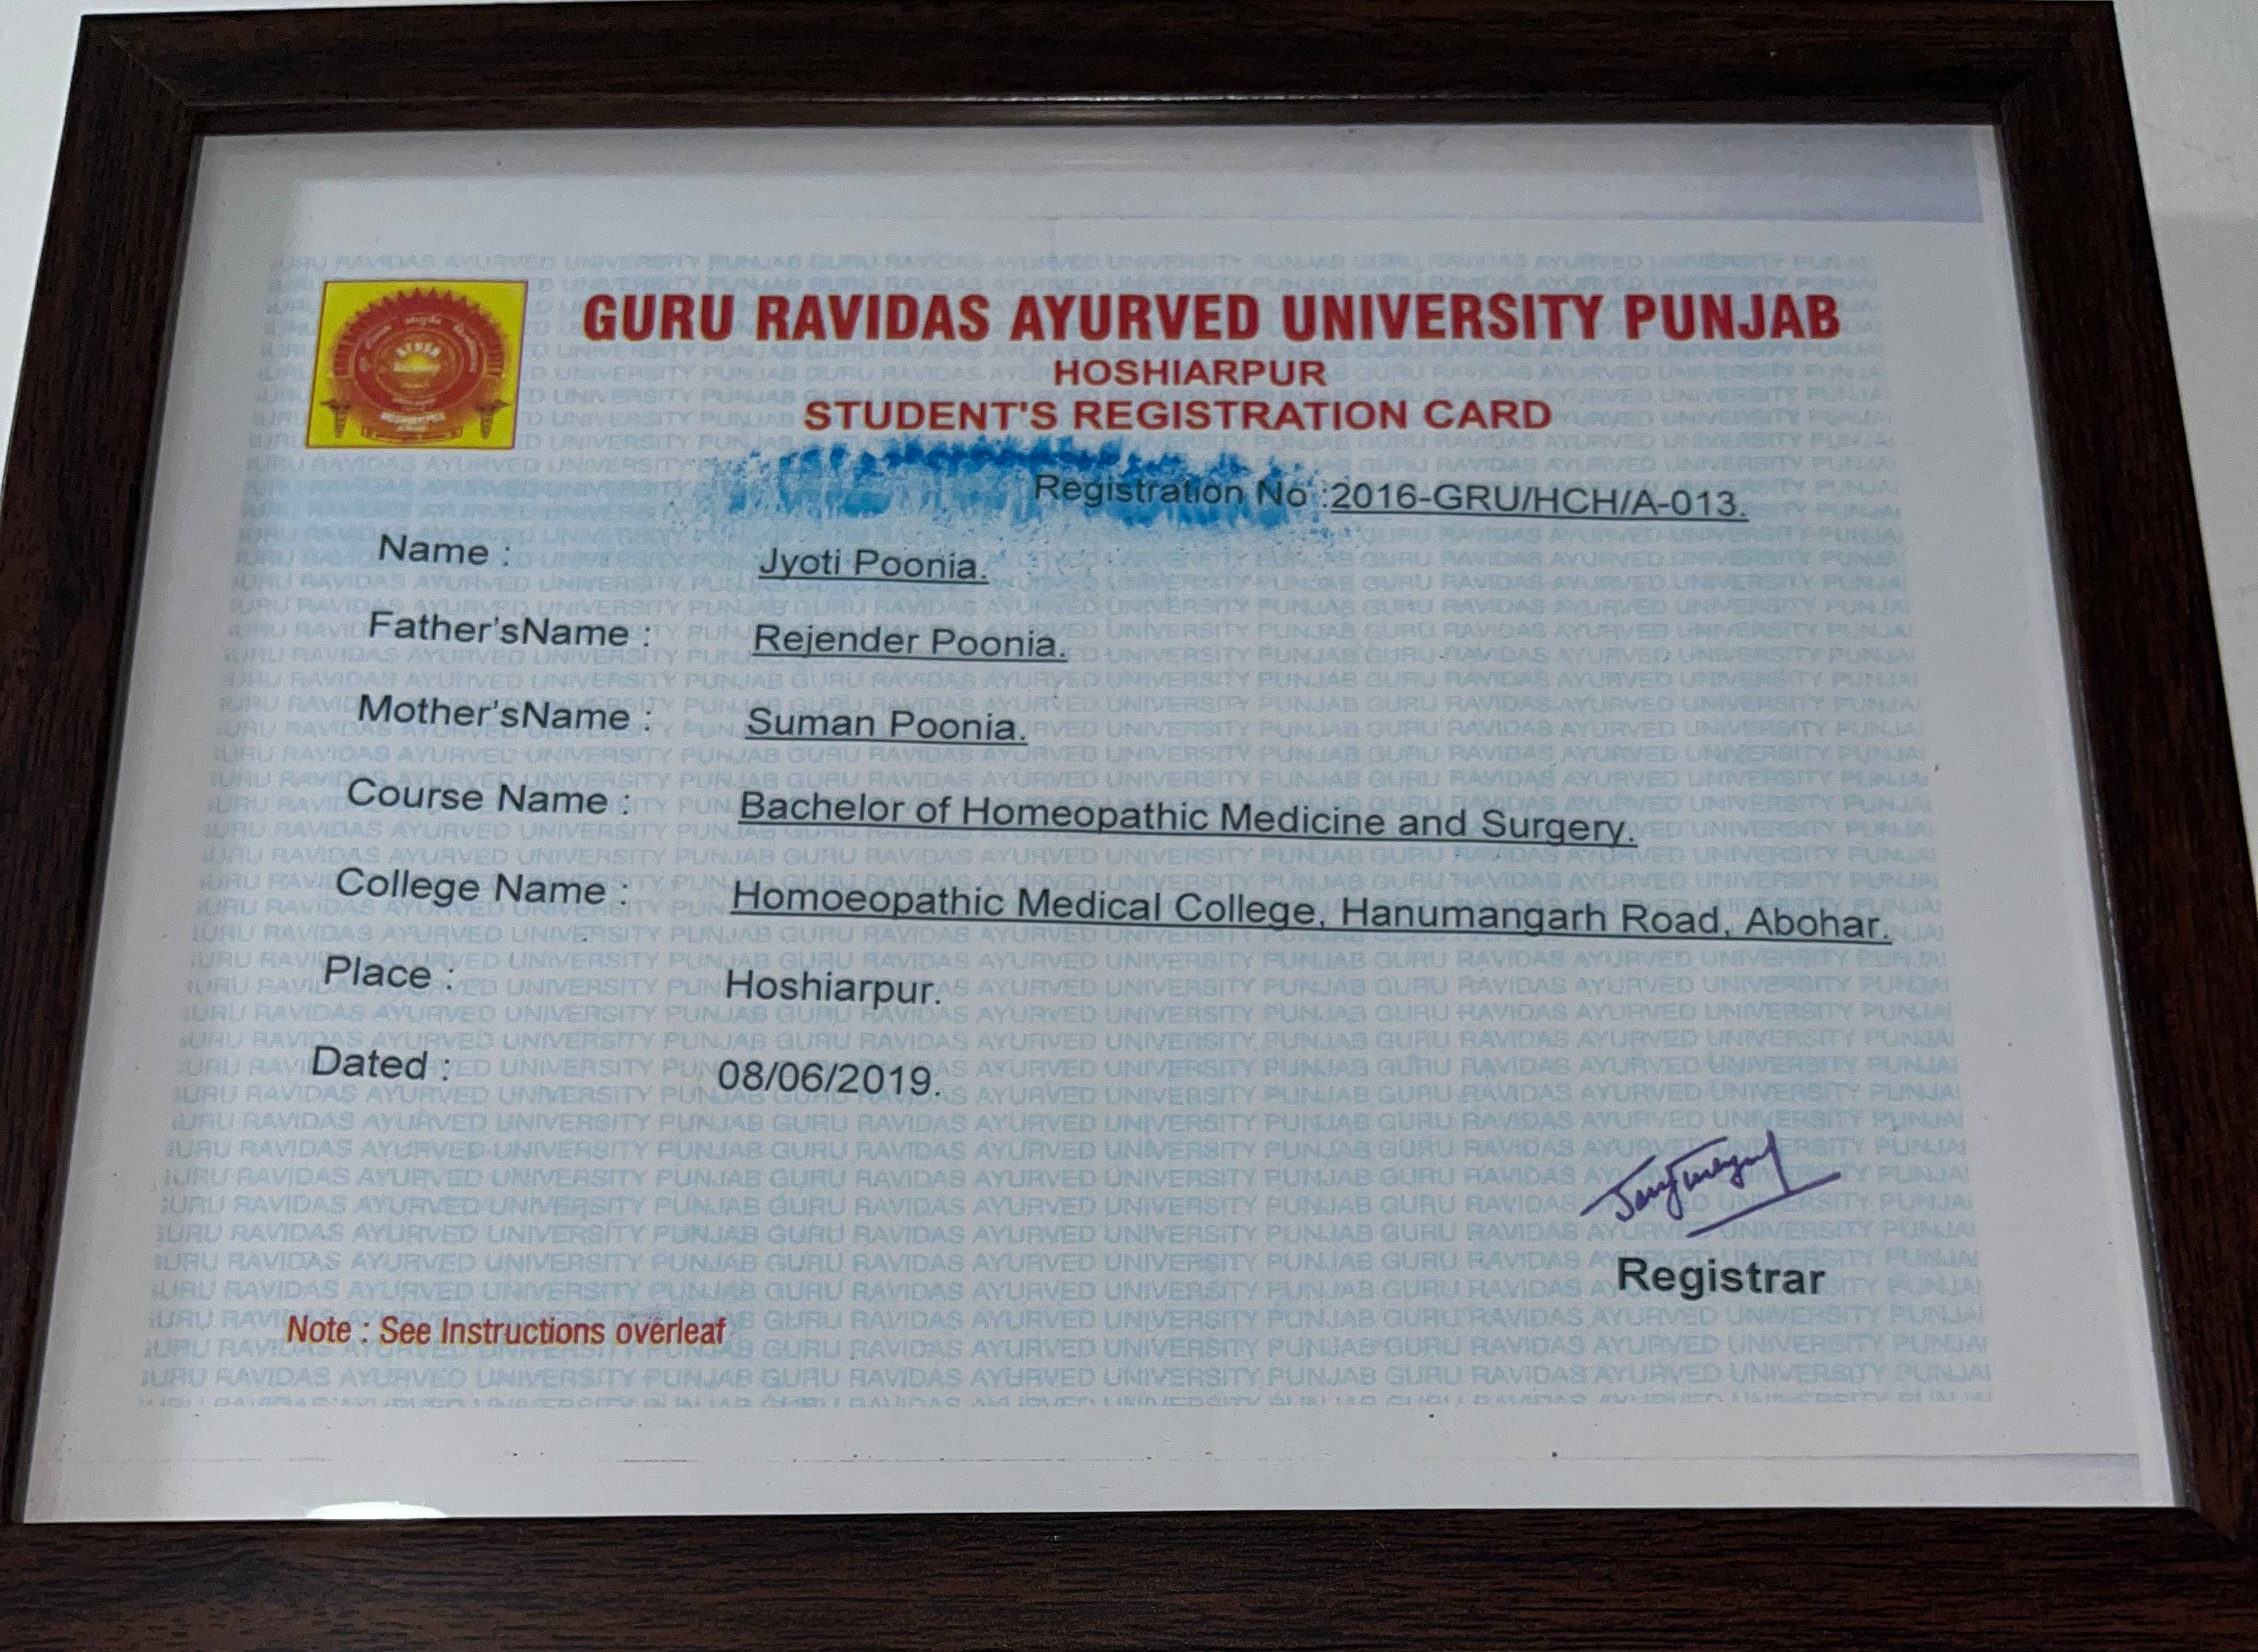 GURU RAVIDAS AYURVED UNIVERSITY PUNJAB
HOSHIARPUR
STUDENT'S REGISTRATION CARD
Registration No :2016-GRU/HCH/A-013.
Name : Jyoti Poonia.
Father'sName : Rejender Poonia.
Mother'sName : Suman Poonia.
Course Name : Bachelor of Homeopathic Medicine and Surgery.
College Name : Homoeopathic Medical College, Hanumangarh Road, Abohar.
Place : Hoshiarpur.
Dated : 08/06/2019.
Registrar
Note : See Instructions overleaf